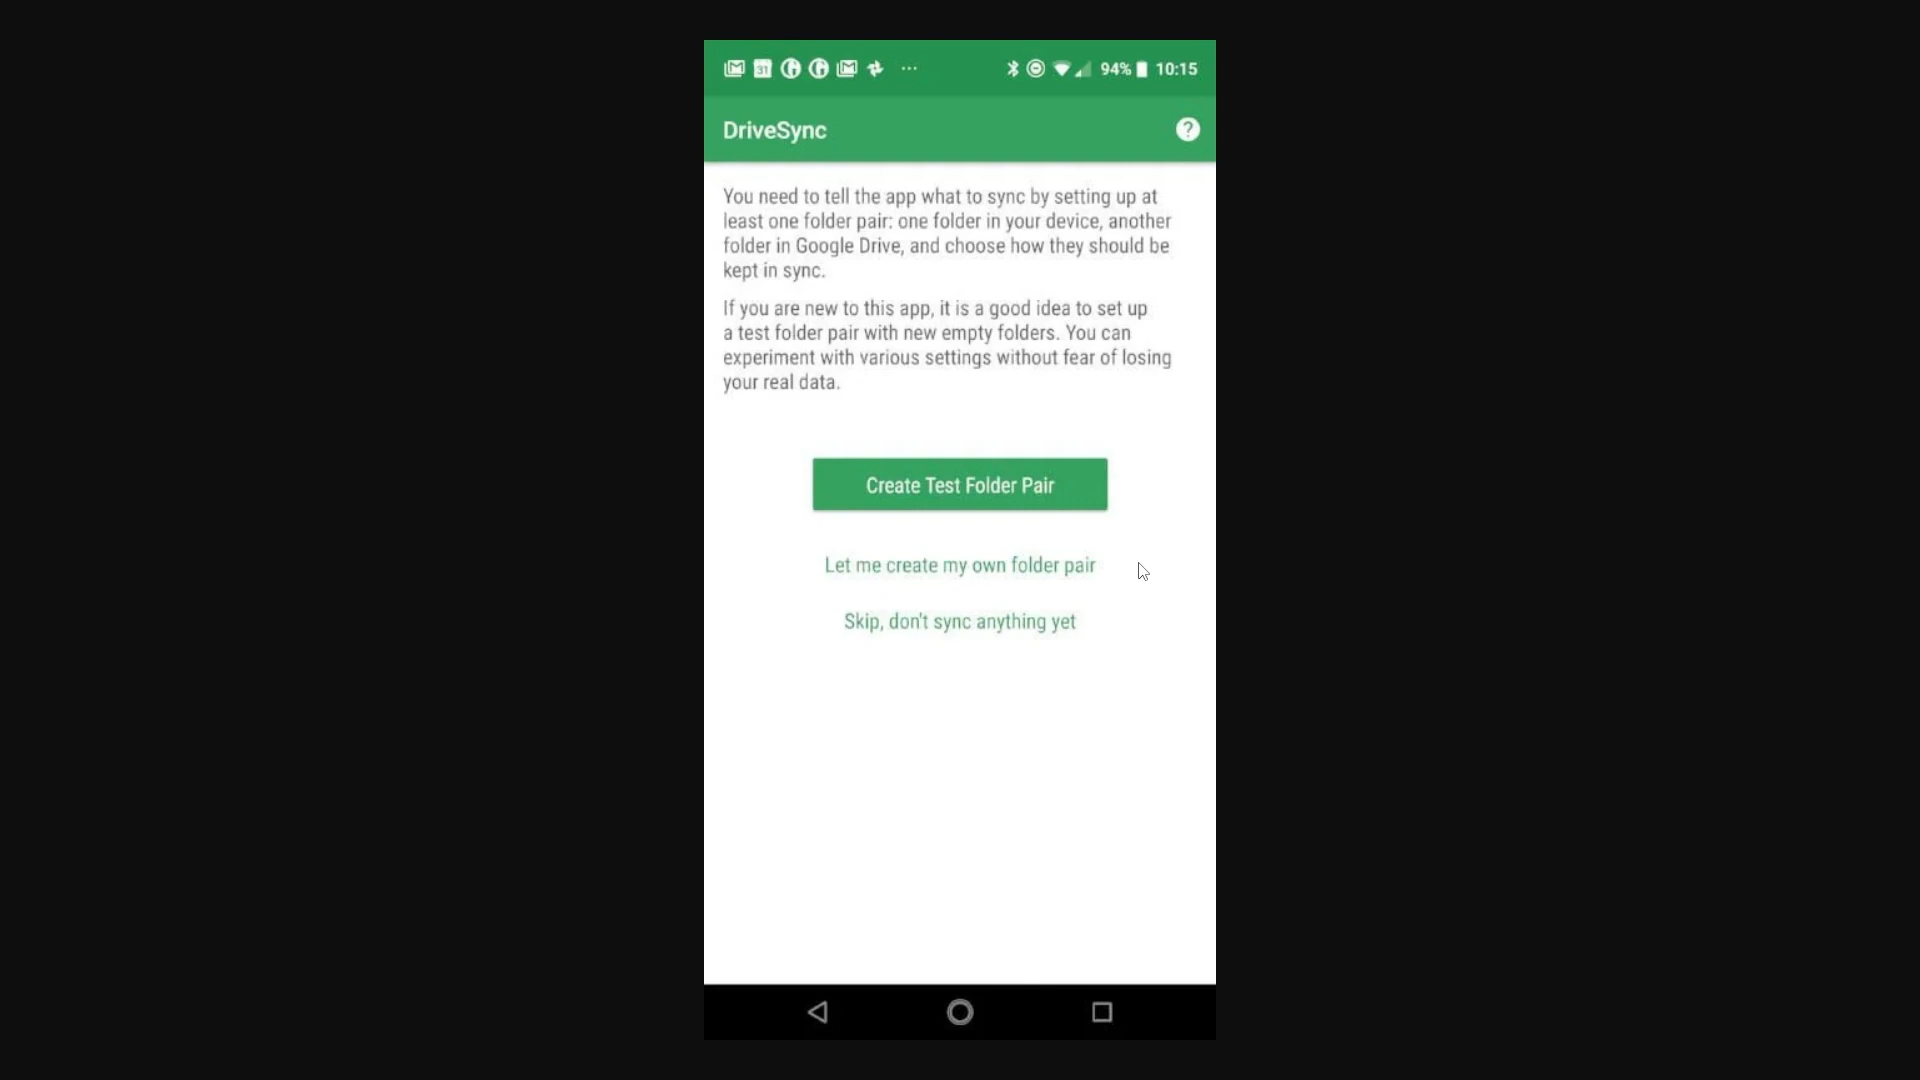 31 ... 94% 10:15
DriveSync ?
You need to tell the app what to sync by setting up at
least one folder pair: one folder in your device, another
folder in Google Drive, and choose how they should be
kept in sync.
If you are new to this app, it is a good idea to set up
a test folder pair with new empty folders. You can
experiment with various settings without fear of losing
your real data.
Create Test Folder Pair
Let me create my own folder pair
Skip, don't sync anything yet